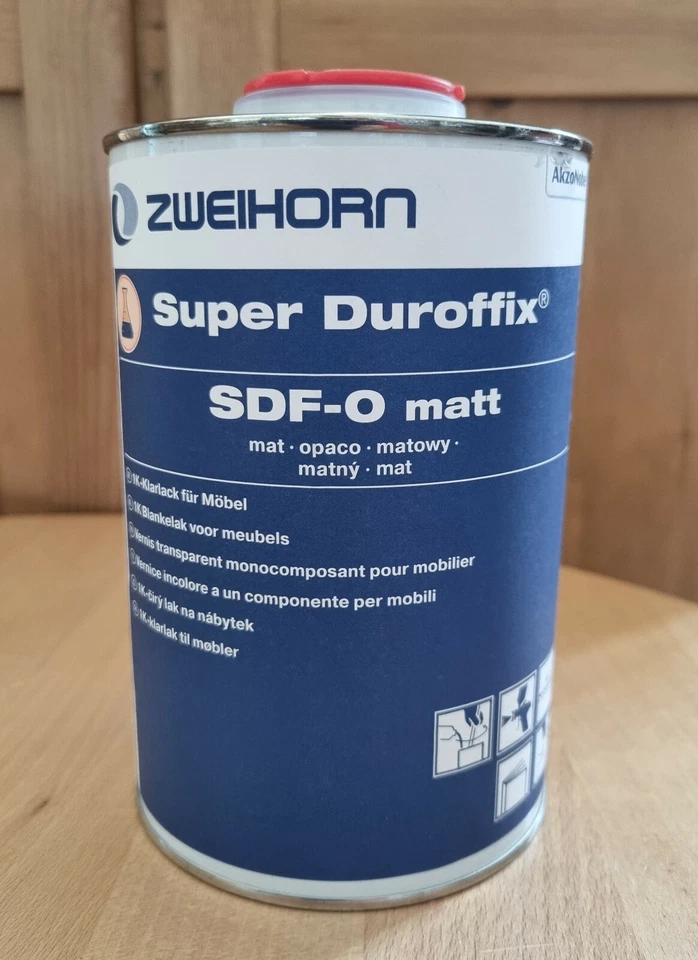 AkzoNobel
ZWEIHORN
Super Duroffix®
SDF-O matt
mat · opaco · matowy ·
matný · mat
1K-Klarlack für Möbel
1K Blankelak voor meubels
Vernis transparent monocomposant pour mobilier
Vernice incolore a un componente per mobili
1K-čirý lak na nábytek
1K-klarlak til møbler